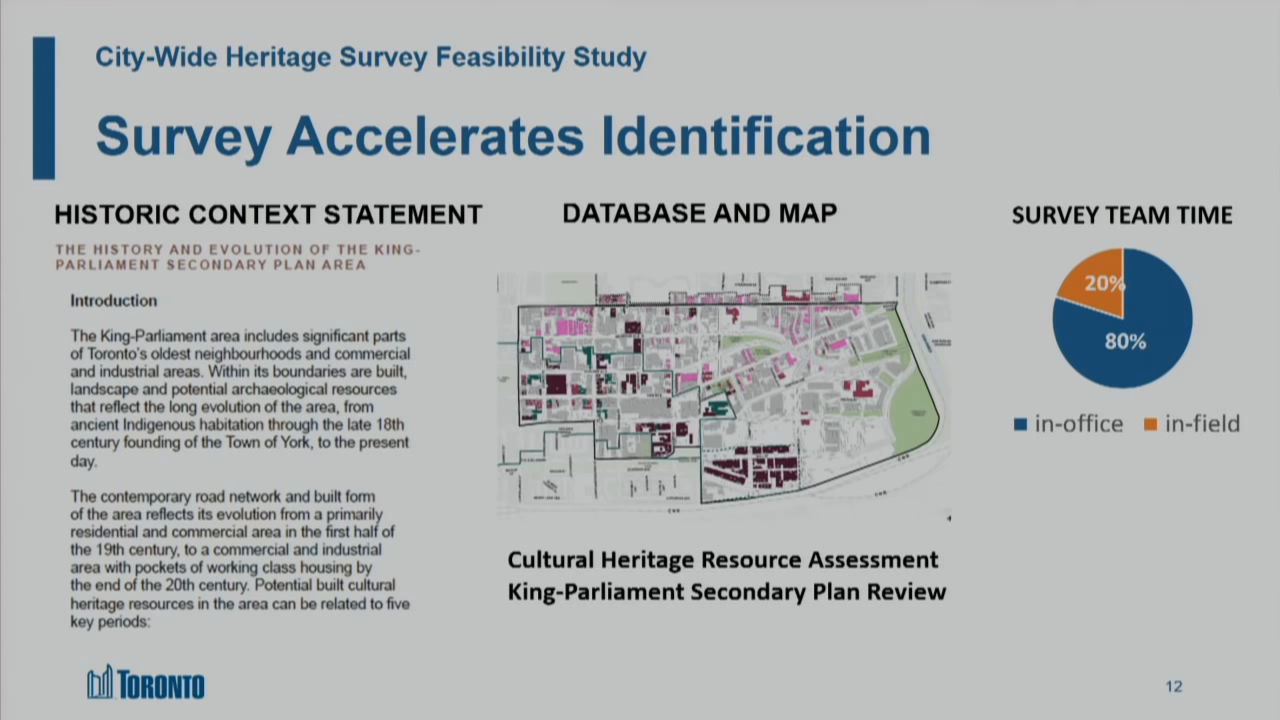 City-Wide Heritage Survey Feasibility Study
Survey Accelerates Identification
HISTORIC CONTEXT STATEMENT
THE HISTORY AND EVOLUTION OF THE KING-
PARLIAMENT SECONDARY PLAN AREA
Introduction
The King-Parliament area includes significant parts
of Toronto's oldest neighbourhoods and commercial
and industrial areas. Within its boundaries are built,
landscape and potential archaeological resources
that reflect the long evolution of the area, from
ancient Indigenous habitation through the late 18th
century founding of the Town of York, to the present
day.
The contemporary road network and built form
of the area reflects its evolution from a primarily
residential and commercial area in the first half of
the 19th century, to a commercial and industrial
area with pockets of working class housing by
the end of the 20th century. Potential built cultural
heritage resources in the area can be related to five
key periods:
DATABASE AND MAP
Cultural Heritage Resource Assessment
King-Parliament Secondary Plan Review
SURVEY TEAM TIME
20%
80%
in-office in-field
TORONTO
12